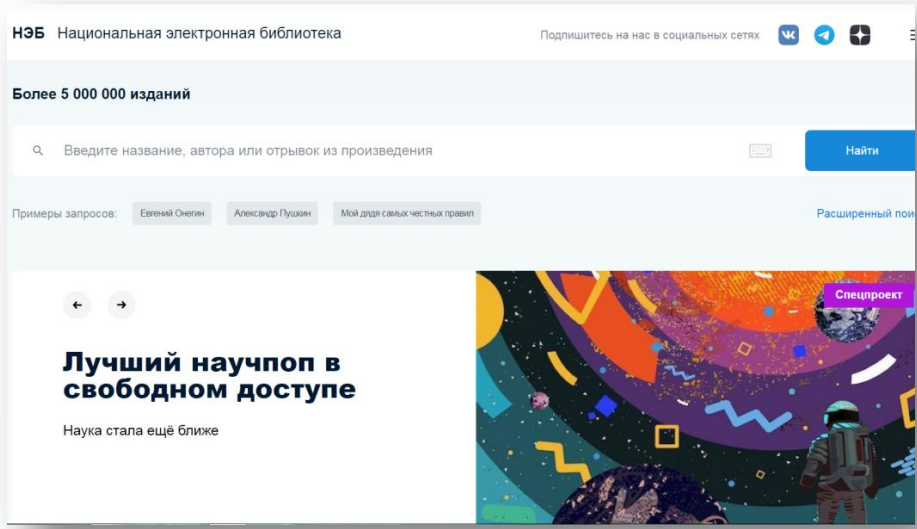 НЭБ Национальная электронная библиотека
Подпишитесь на нас в социальных сетях
Более 5 000 000 изданий
Введите название, автора или отрывок из произведения
Найти
Примеры запросов: Евгений Онегин Александр Пушкин Мой дядя самых честных правил
Расширенный пои
Спецпроект
Лучший научпоп в
свободном доступе
Наука стала ещё ближе